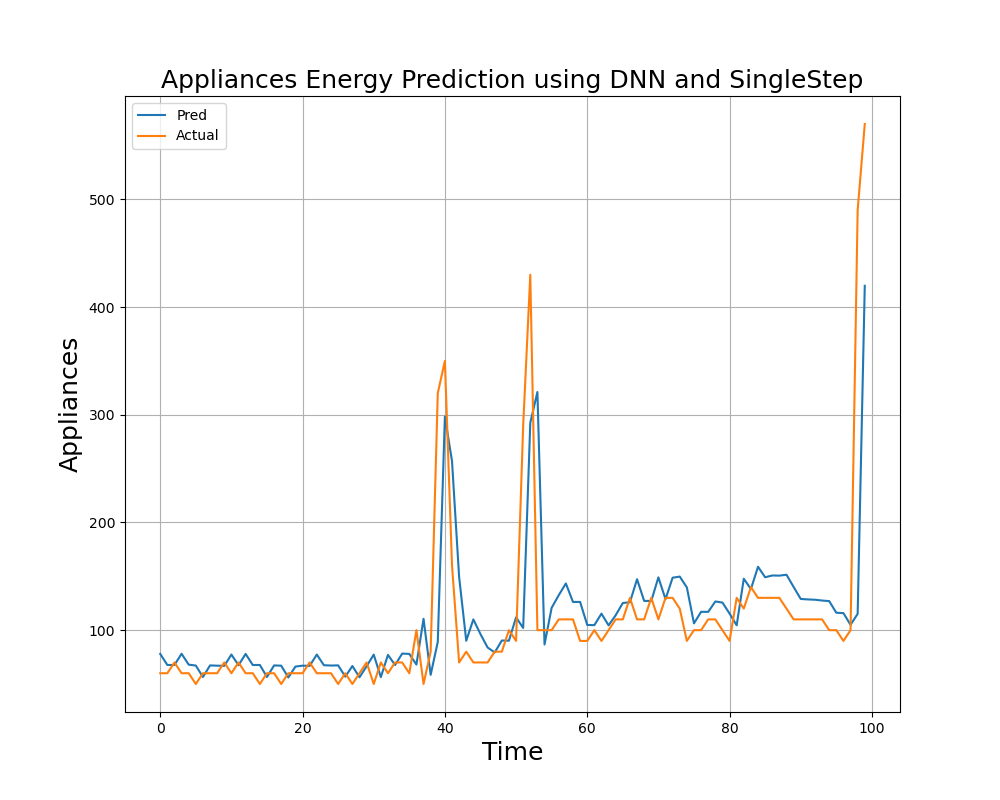 Appliances Energy Prediction using DNN and SingleStep
Pred
Actual
500
400
300
200
100
Appliances
0 20 40 60 80 100
Time